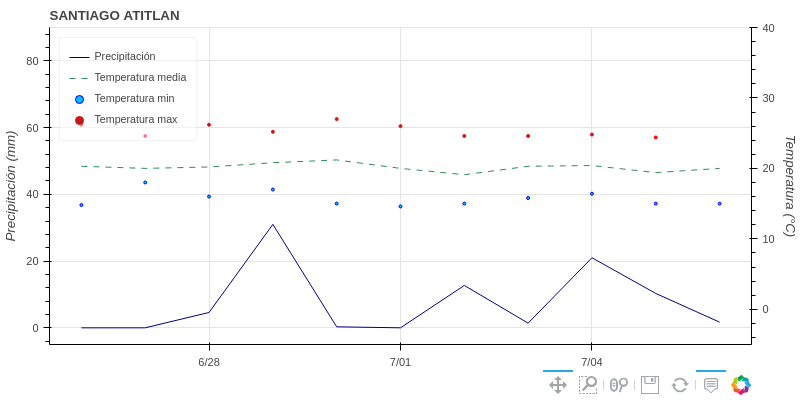 SANTIAGO ATITLAN
Precipitación
Temperatura media
Temperatura min
Temperatura max
Precipitación (mm)
80
60
40
20
0
Temperatura (°C)
40
30
20
10
0
6/28
7/01
7/04